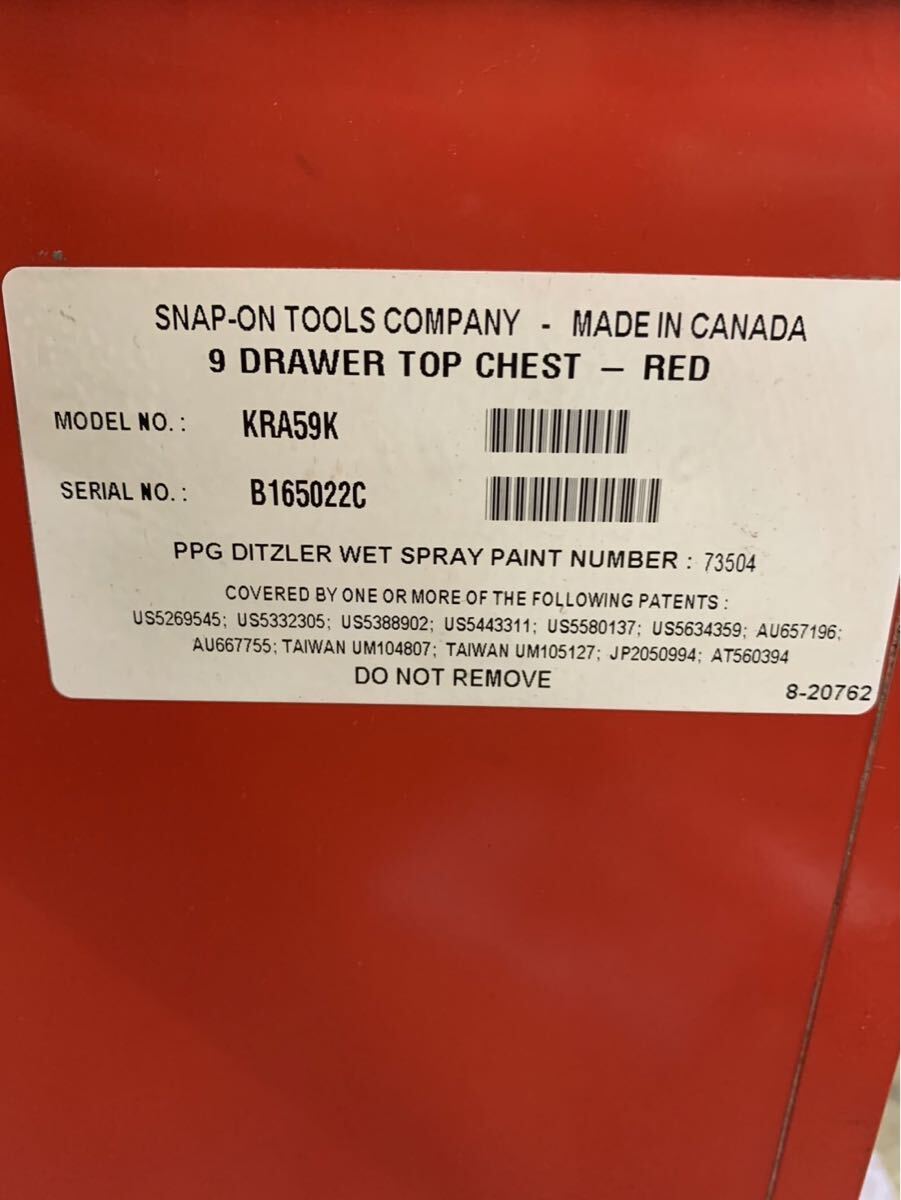 SNAP-ON TOOLS COMPANY - MADE IN CANADA
9 DRAWER TOP CHEST – RED
MODEL NO.: KRA59K
SERIAL NO.: B165022C
PPG DITZLER WET SPRAY PAINT NUMBER : 73504
COVERED BY ONE OR MORE OF THE FOLLOWING PATENTS :
US5269545; US5332305; US5388902; US5443311; US5580137; US5634359; AU657196;
AU667755; TAIWAN UM104807; TAIWAN UM105127; JP2050994; AT560394
DO NOT REMOVE
8-20762